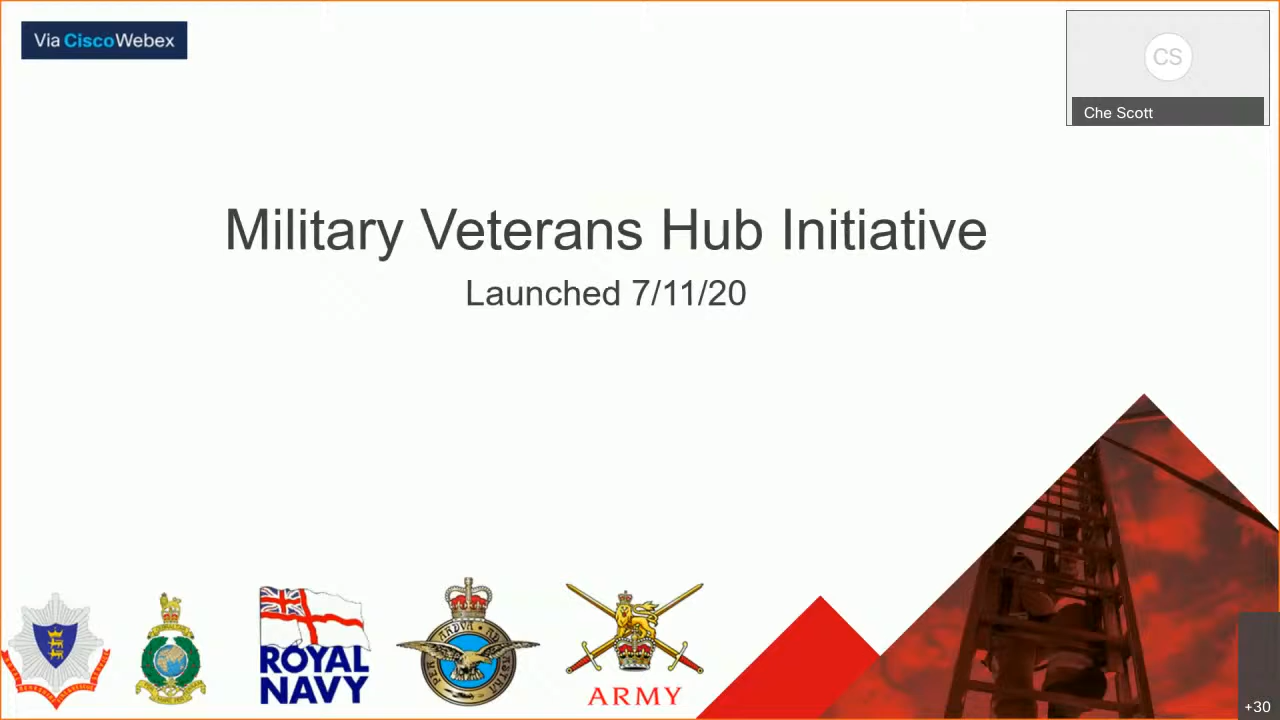 Via CiscoWebex
CS
Che Scott
Military Veterans Hub Initiative
Launched 7/11/20
ROYAL
NAVY
ARMY
+30